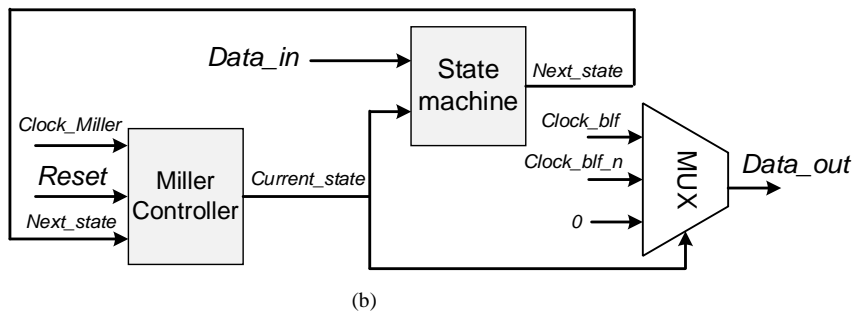 Data_in
State
machine
Next_state
Clock_Miller
Reset
Next_state
Miller
Controller
Current_state
Clock_blf
Clock_blf_n
0
MUX
Data_out
(b)